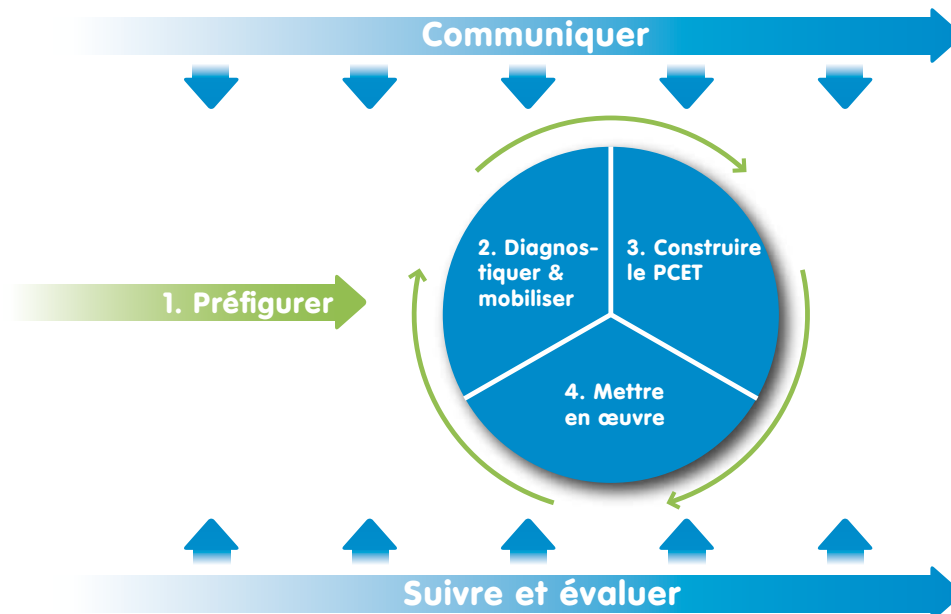 Communiquer
1. Préfigurer
2. Diagnos-
tiquer &
mobiliser
3. Construire
le PCET
4. Mettre
en œuvre
Suivre et évaluer